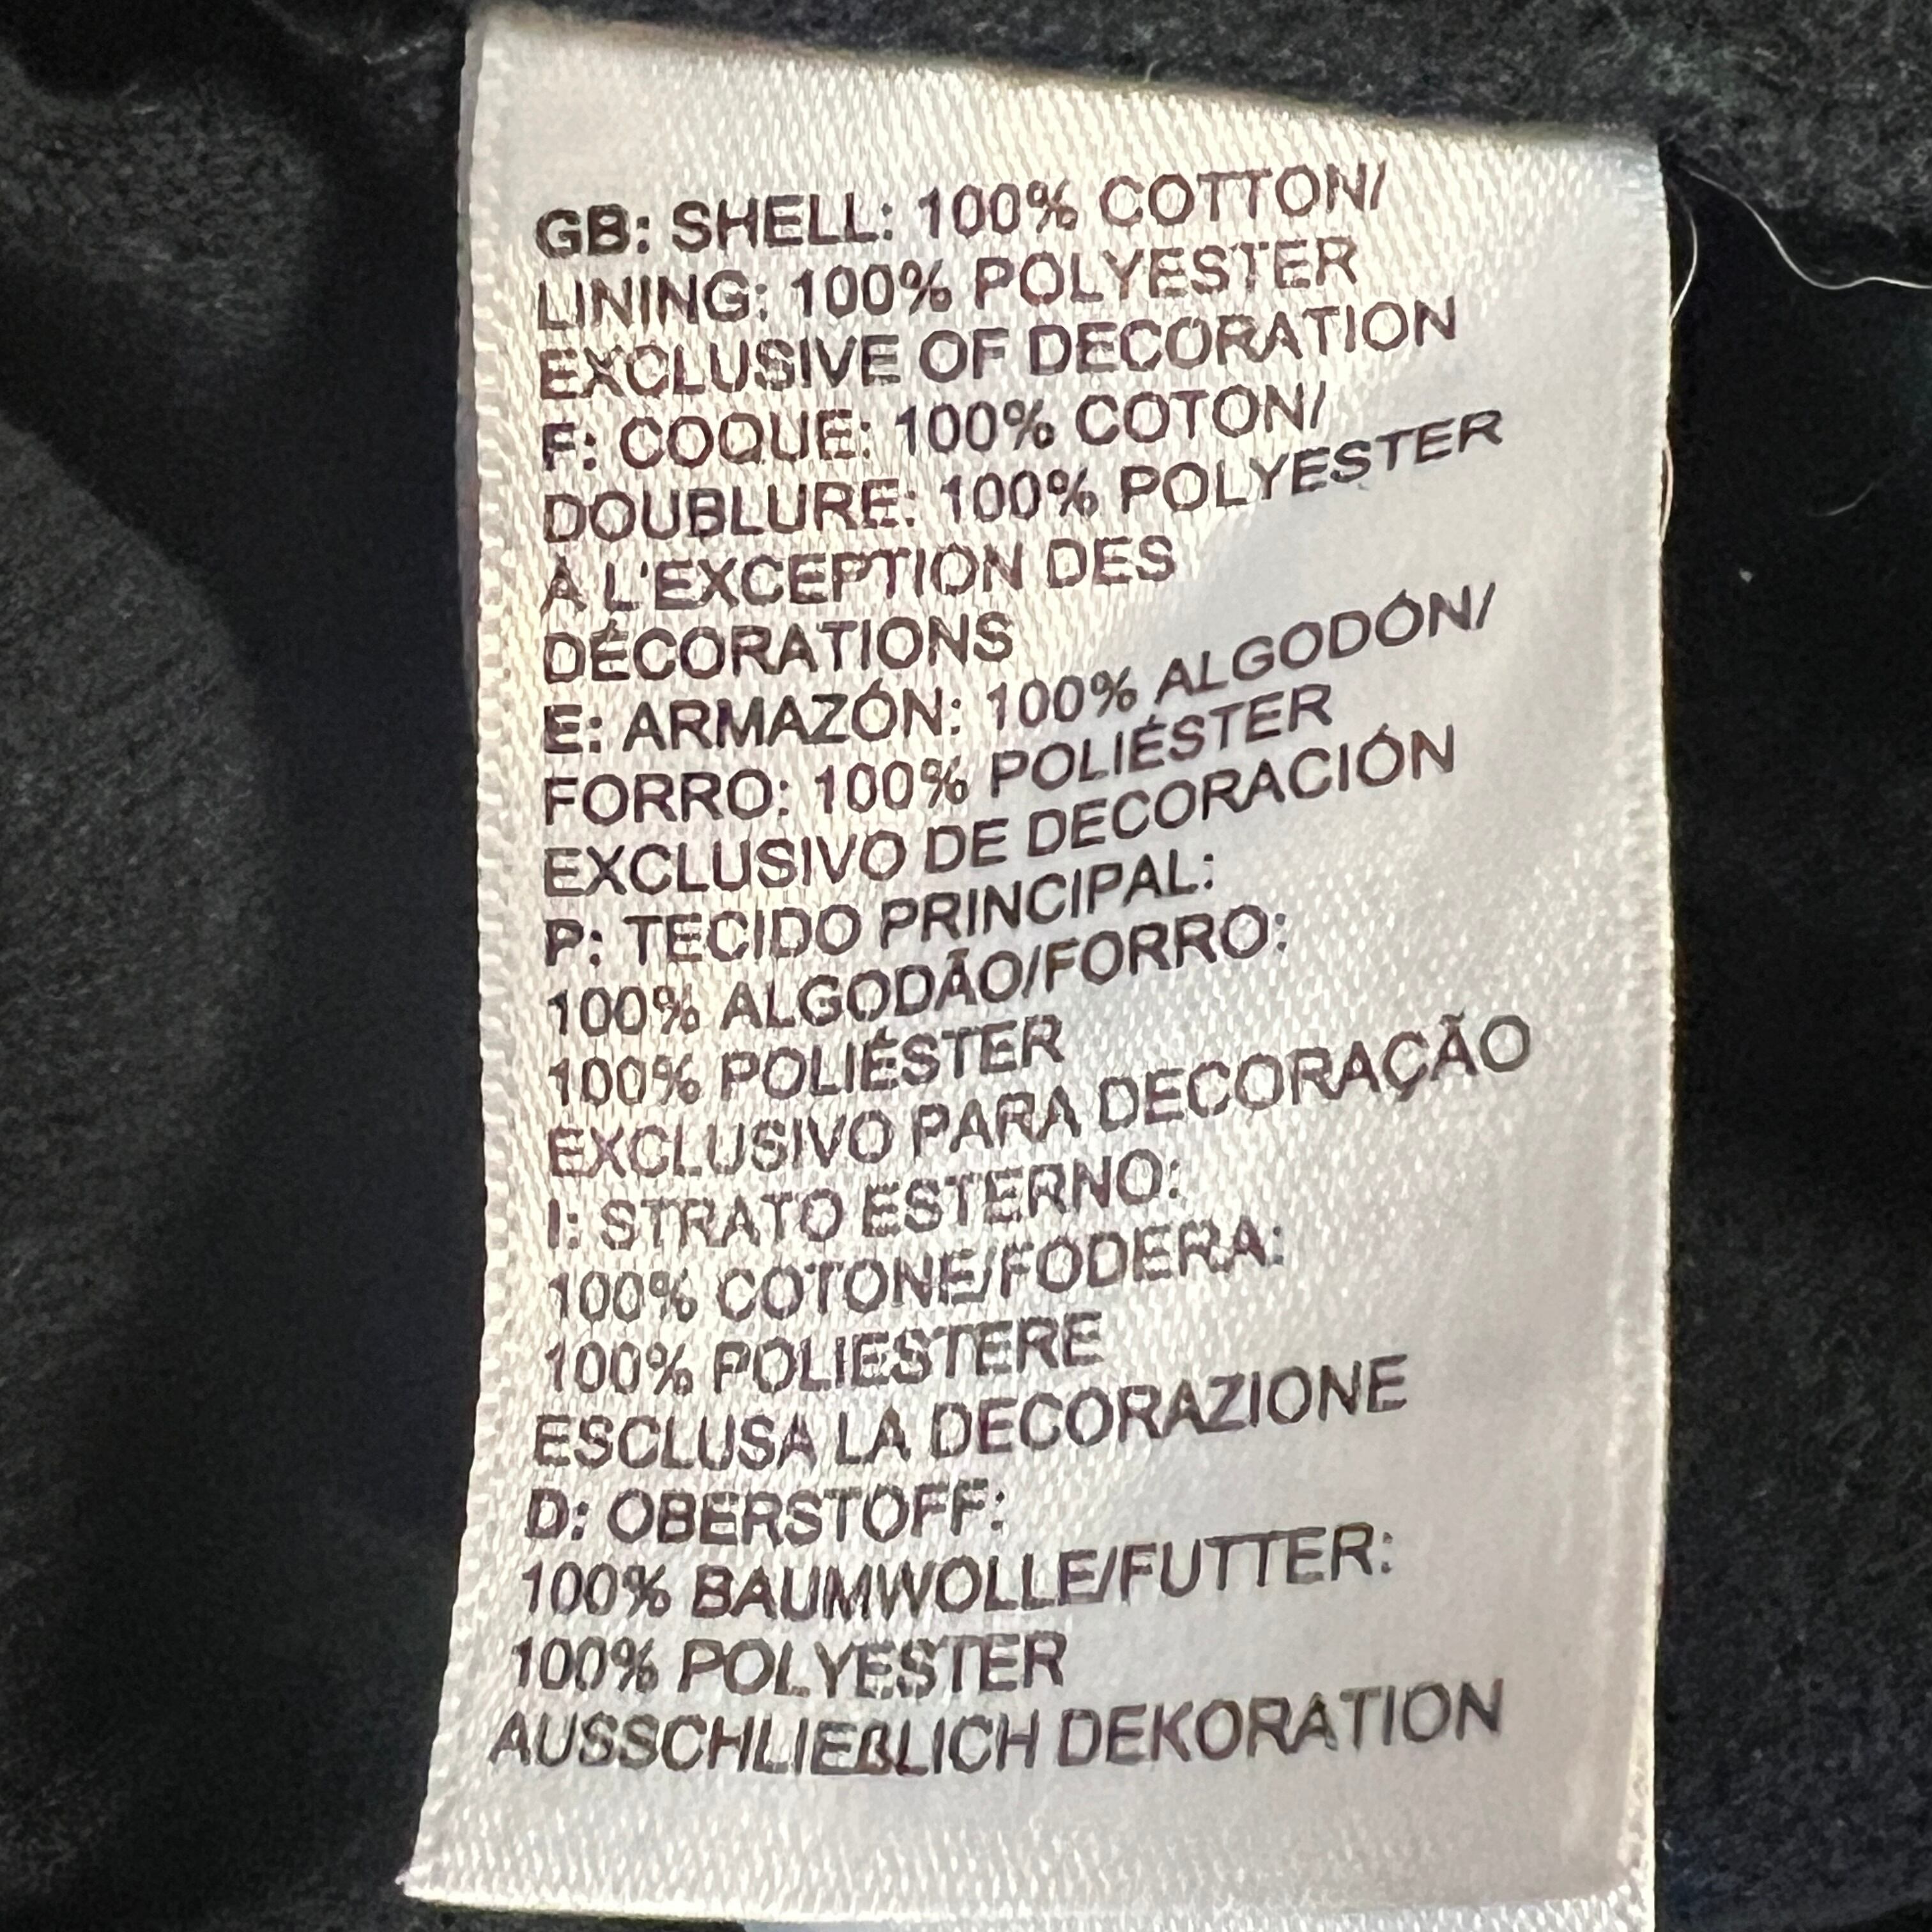 GB: SHELL: 100% COTTON/
LINING: 100% POLYESTER
EXCLUSIVE OF DECORATION
F: COQUE: 100% COTON/
DOUBLURE: 100% POLYESTER
À L'EXCEPTION DES
DÉCORATIONS
E: ARMAZÓN: 100% ALGODÓN/
FORRO: 100% POLIÉSTER
EXCLUSIVO DE DECORACIÓN
P: TECIDO PRINCIPAL:
100% ALGODÃO/FORRO:
100% POLIÉSTER
EXCLUSIVO PARA DECORAÇÃO
I: STRATO ESTERNO:
100% COTONE/FODERA:
100% POLIESTERE
ESCLUSA LA DECORAZIONE
D: OBERSTOFF:
100% BAUMWOLLE/FUTTER:
100% POLYESTER
AUSSCHLIEßLICH DEKORATION